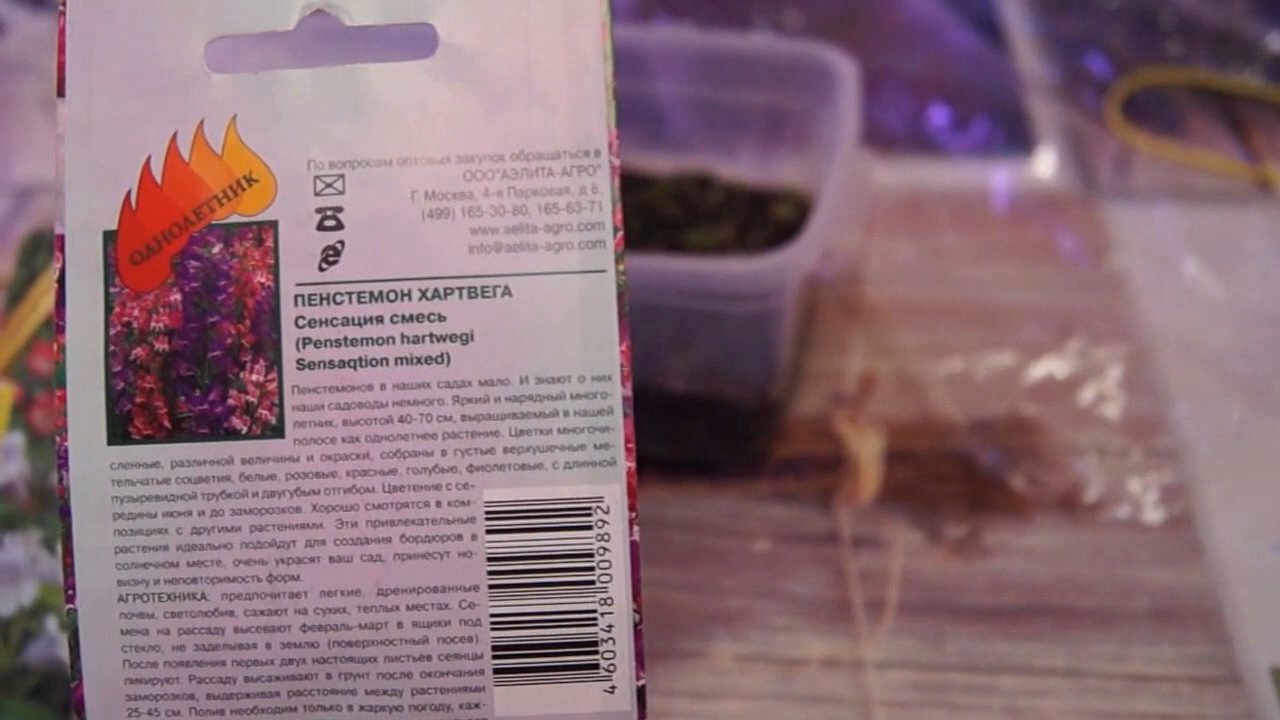 ОДНОЛЕТНИК
По вопросам оптовых закупок обращаться в
ООО"АЭЛИТА-АГРО"
Г. Москва, 4-я Парковая, д 6,
(499) 165-30-80, 165-63-71
www.aelita-agro.com
info@aelita-agro.com
ПЕНСТЕМОН ХАРТВЕГА
Сенсация смесь
(Penstemon hartwegi
Sensaqtion mixed)
Пенстемонов в наших садах мало. И знают о них
наши садоводы немного. Яркий и нарядный много-
летник, высотой 40-70 см, выращиваемый в нашей
полосе как однолетнее растение. Цветки многочи-
сленные, различной величины и окраски, собраны в густые верхушечные ме-
тельчатые соцветия, белые, розовые, красные, голубые, фиолетовые, с длинной
пузыревидной трубкой и двугубым отгибом. Цветение с се-
редины июня и до заморозков. Хорошо смотрятся в ком-
позициях с другими растениями. Эти привлекательные
растения идеально подойдут для создания бордюров в
солнечном месте, очень украсят ваш сад, принесут но-
визну и неповторимость форм.
АГРОТЕХНИКА: предпочитает легкие, дренированные
почвы, светолюбив, сажают на сухих, теплых местах. Се-
мена на рассаду высевают февраль-март в ящики под
стекло, не заделывая в землю (поверхностный посев).
После появления первых двух настоящих листьев сеянцы
пикируют. Рассаду высаживают в грунт после окончания
заморозков, выдерживая расстояние между растениями
25-45 см. Полив необходим только в жаркую погоду, каж-
4 603418 009892